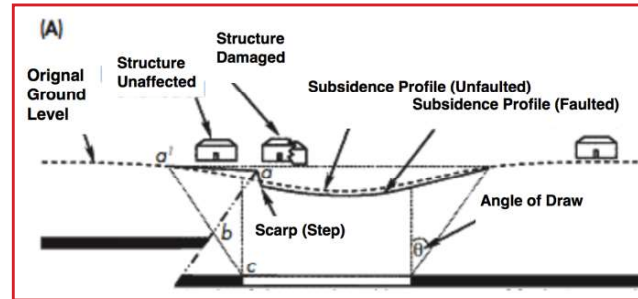 (A)
Structure
Damaged
Structure
Unaffected
Orignal
Ground
Level
Subsidence Profile (Unfaulted)
Subsidence Profile (Faulted)
a'
a
Angle of Draw
Scarp (Step)
b
θ
c